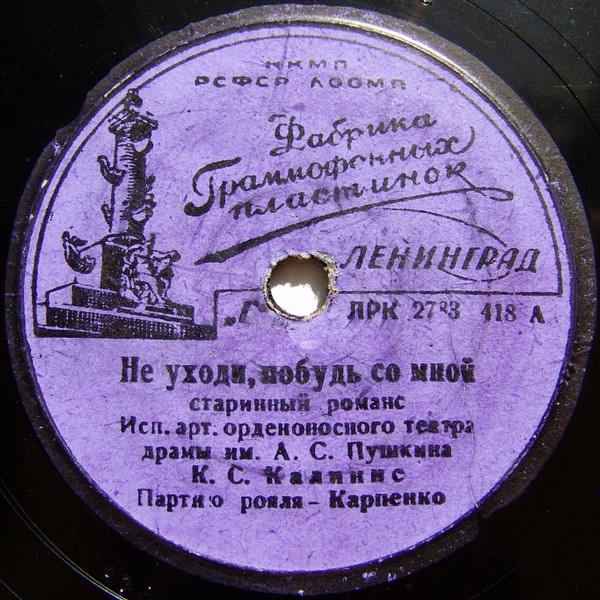 НКМП
РСФСР ЛООМП
Фабрика
Граммофонных
пластинок
ЛЕНИНГРАД
ЛРК 2783 418 А
Не уходи, побудь со мной
старинный романс
Исп. арт. орденоносного театра
драмы им. А. С. Пушкина
К. С. Калинис
Партию рояля - Карпенко